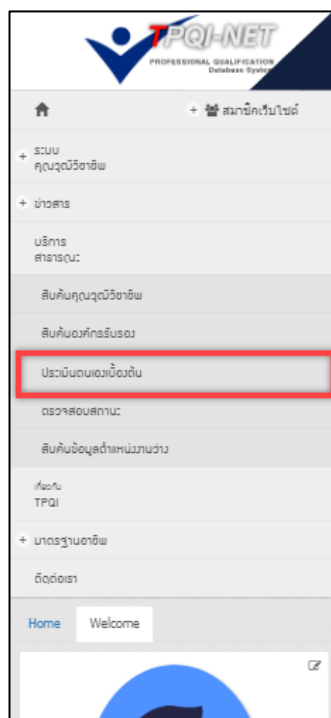 TPQI-NET
PROFESSIONAL QUALIFICATION
Database System
+ สมาชิกเว็บไซต์
+ ระบบ
คุณวุฒิวิชาชีพ
+ ข่าวสาร
บริการ
สาธารณะ
สืบค้นคุณวุฒิวิชาชีพ
สืบค้นองค์กรรับรอง
ประเมินตนเองเบื้องต้น
ตรวจสอบสถานะ
สืบค้นข้อมูลตำแหน่งงานว่าง
เกี่ยวกับ
TPQI
+ มาตรฐานอาชีพ
ติดต่อเรา
Home Welcome